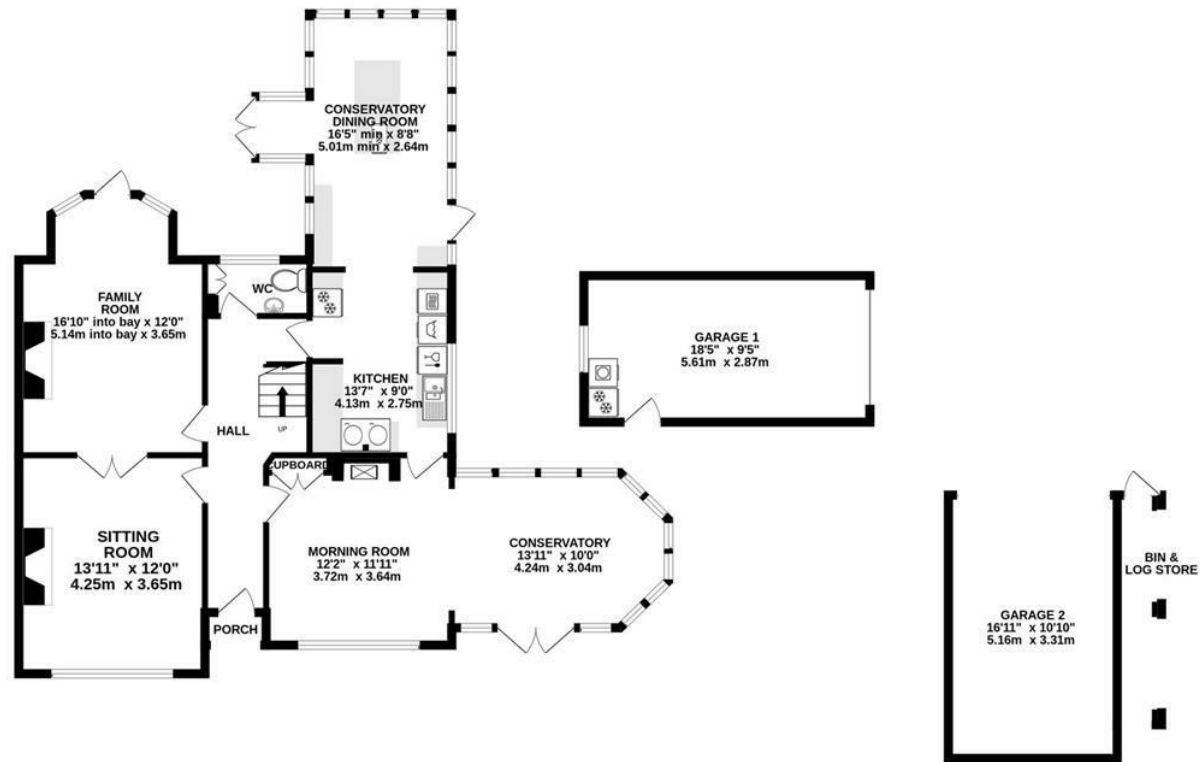 CONSERVATORY
DINING ROOM
16'5" min x 8'8"
5.01m min x 2.64m
FAMILY
ROOM
16'10" into bay x 12'0"
5.14m into bay x 3.65m
WC
KITCHEN
13'7" x 9'0"
4.13m x 2.75m
HALL
UP
CUPBOARD
SITTING
ROOM
13'11" x 12'0"
4.25m x 3.65m
MORNING ROOM
12'2" x 11'11"
3.72m x 3.64m
CONSERVATORY
13'11" x 10'0"
4.24m x 3.04m
PORCH
GARAGE 1
18'5" x 9'5"
5.61m x 2.87m
BIN &
LOG STORE
GARAGE 2
16'11" x 10'10"
5.16m x 3.31m